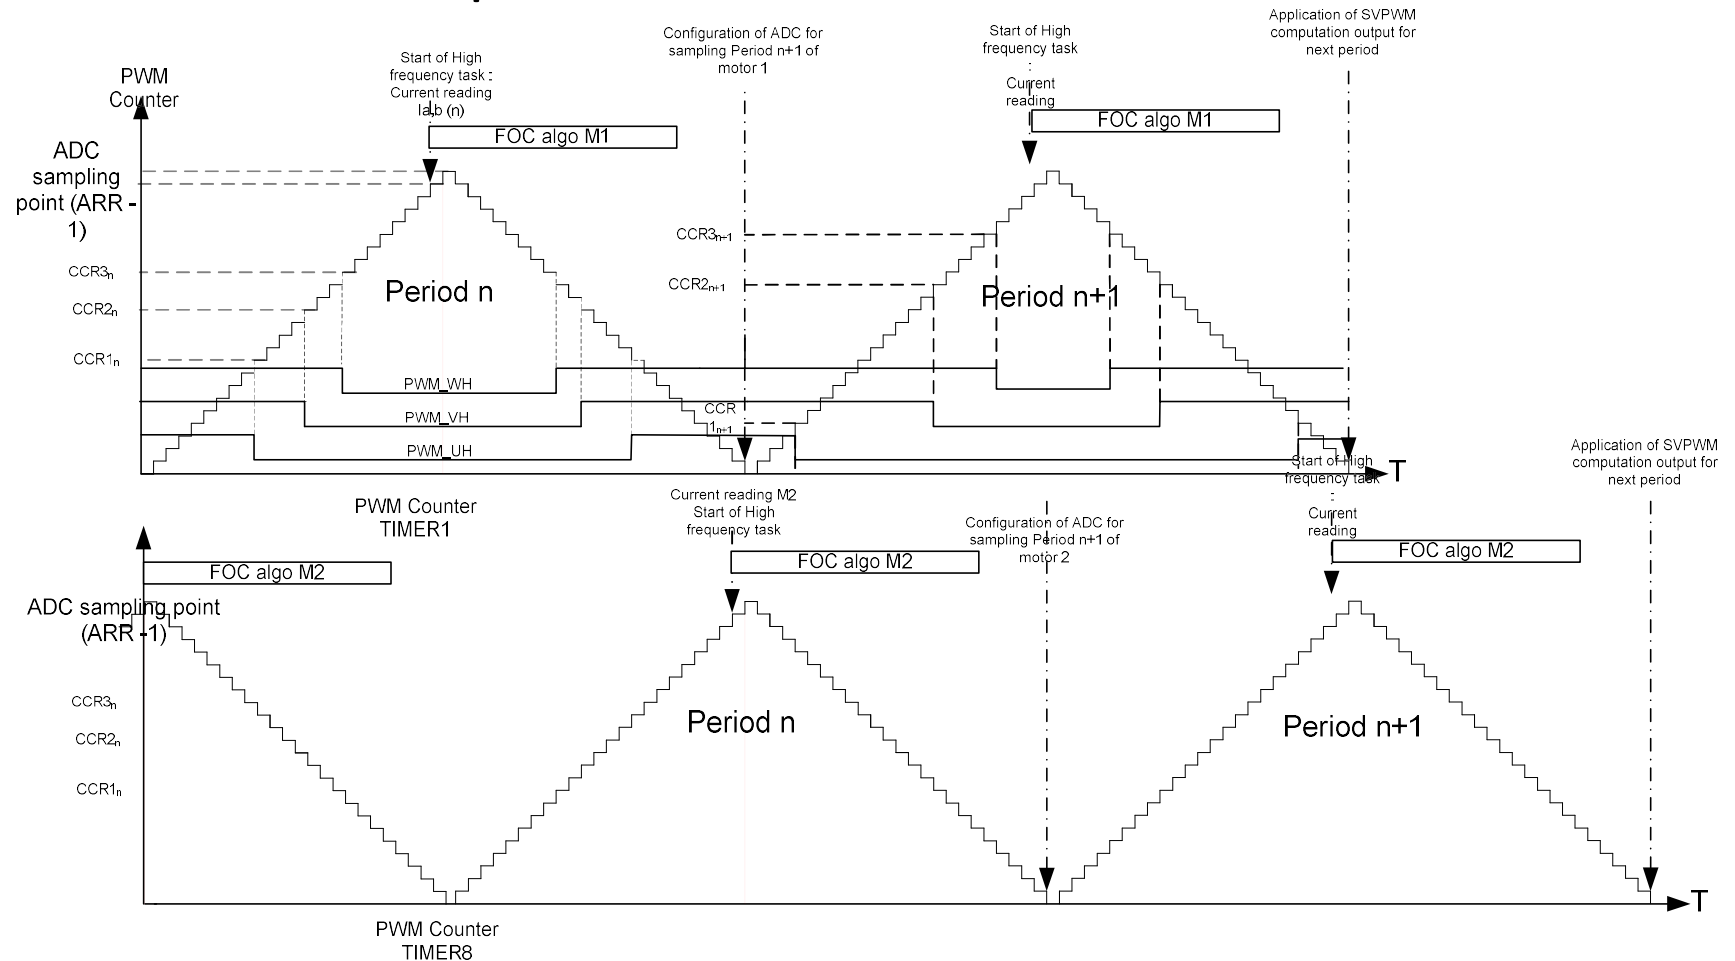 Application of SVPWM
computation output for
next period
Configuration of ADC for
sampling Period n+1 of
motor 1
Start of High
frequency task
Current
reading
Start of High
frequency task :
Current reading
Ia,b (n)
PWM
Counter
FOC algo M1
FOC algo M1
ADC
sampling
point (ARR -
1)
CCR3n+1
CCR3n
CCR2n+1
Period n
Period n+1
CCR2n
CCR1n
PWM_WH
CCR
1n+1
PWM_VH
PWM_UH
T
Start of High
frequency task
Current
reading
Application of SVPWM
computation output for
next period
PWM Counter
TIMER1
Current reading M2
Start of High
frequency task
Configuration of ADC for
sampling Period n+1 of
motor 2
FOC algo M2
FOC algo M2
FOC algo M2
ADC sampling point
(ARR -1)
CCR3n
CCR2n
CCR1n
Period n
Period n+1
T
PWM Counter
TIMER8